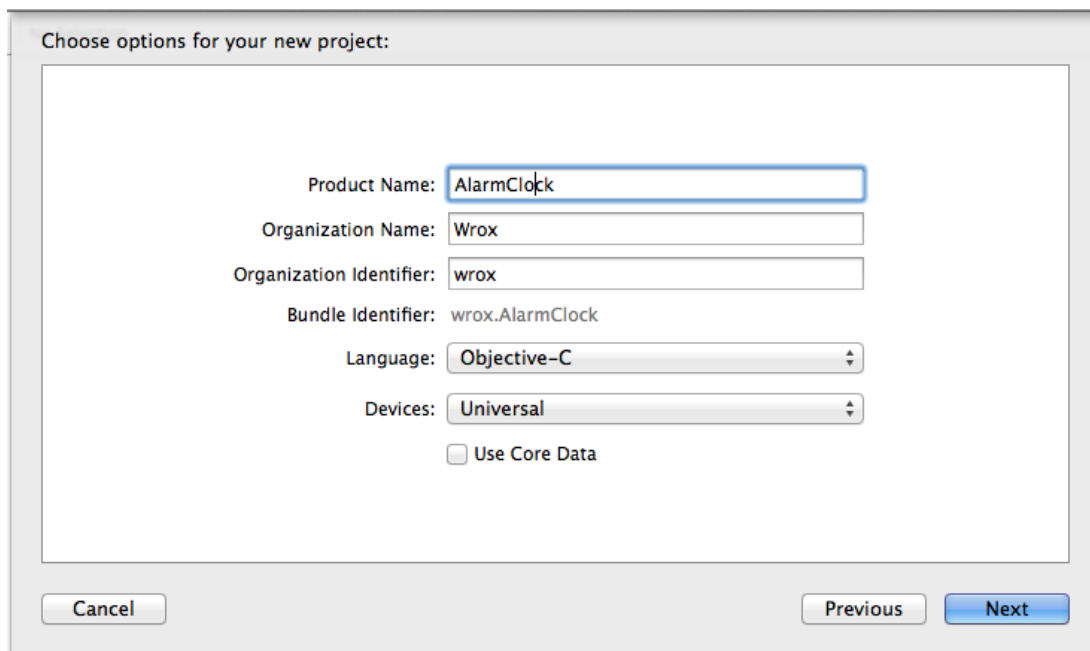 Choose options for your new project:
Product Name: AlarmClock
Organization Name: Wrox
Organization Identifier: wrox
Bundle Identifier: wrox.AlarmClock
Language: Objective-C
Devices: Universal
Use Core Data
Cancel Previous Next